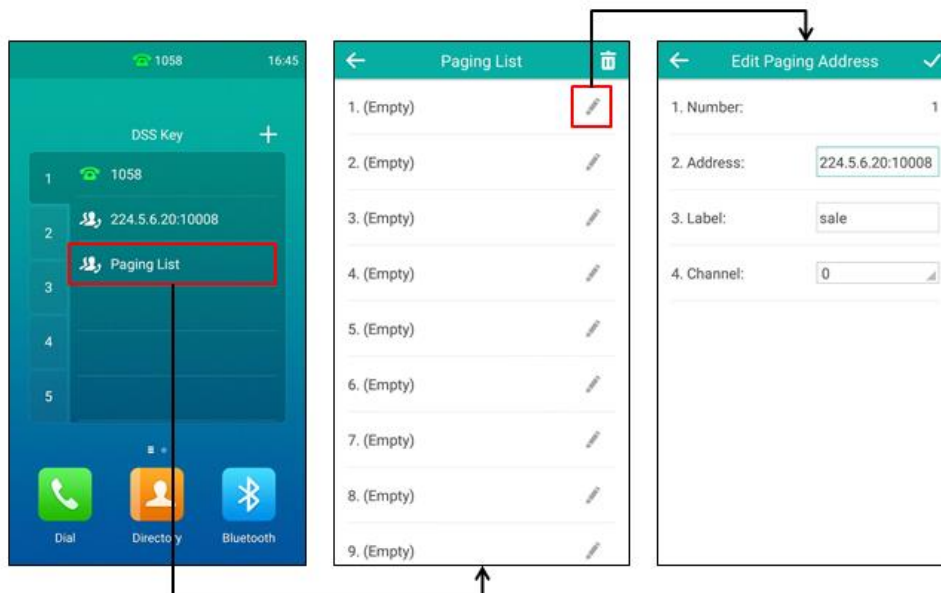 1058 16:45
DSS Key
1
1058
2
224.5.6.20:10008
Paging List
3
4
5
Dial Directory Bluetooth
Paging List
1. (Empty)
2. (Empty)
3. (Empty)
4. (Empty)
5. (Empty)
6. (Empty)
7. (Empty)
8. (Empty)
9. (Empty)
Edit Paging Address
1. Number: 1
2. Address: 224.5.6.20:10008
3. Label: sale
4. Channel: 0